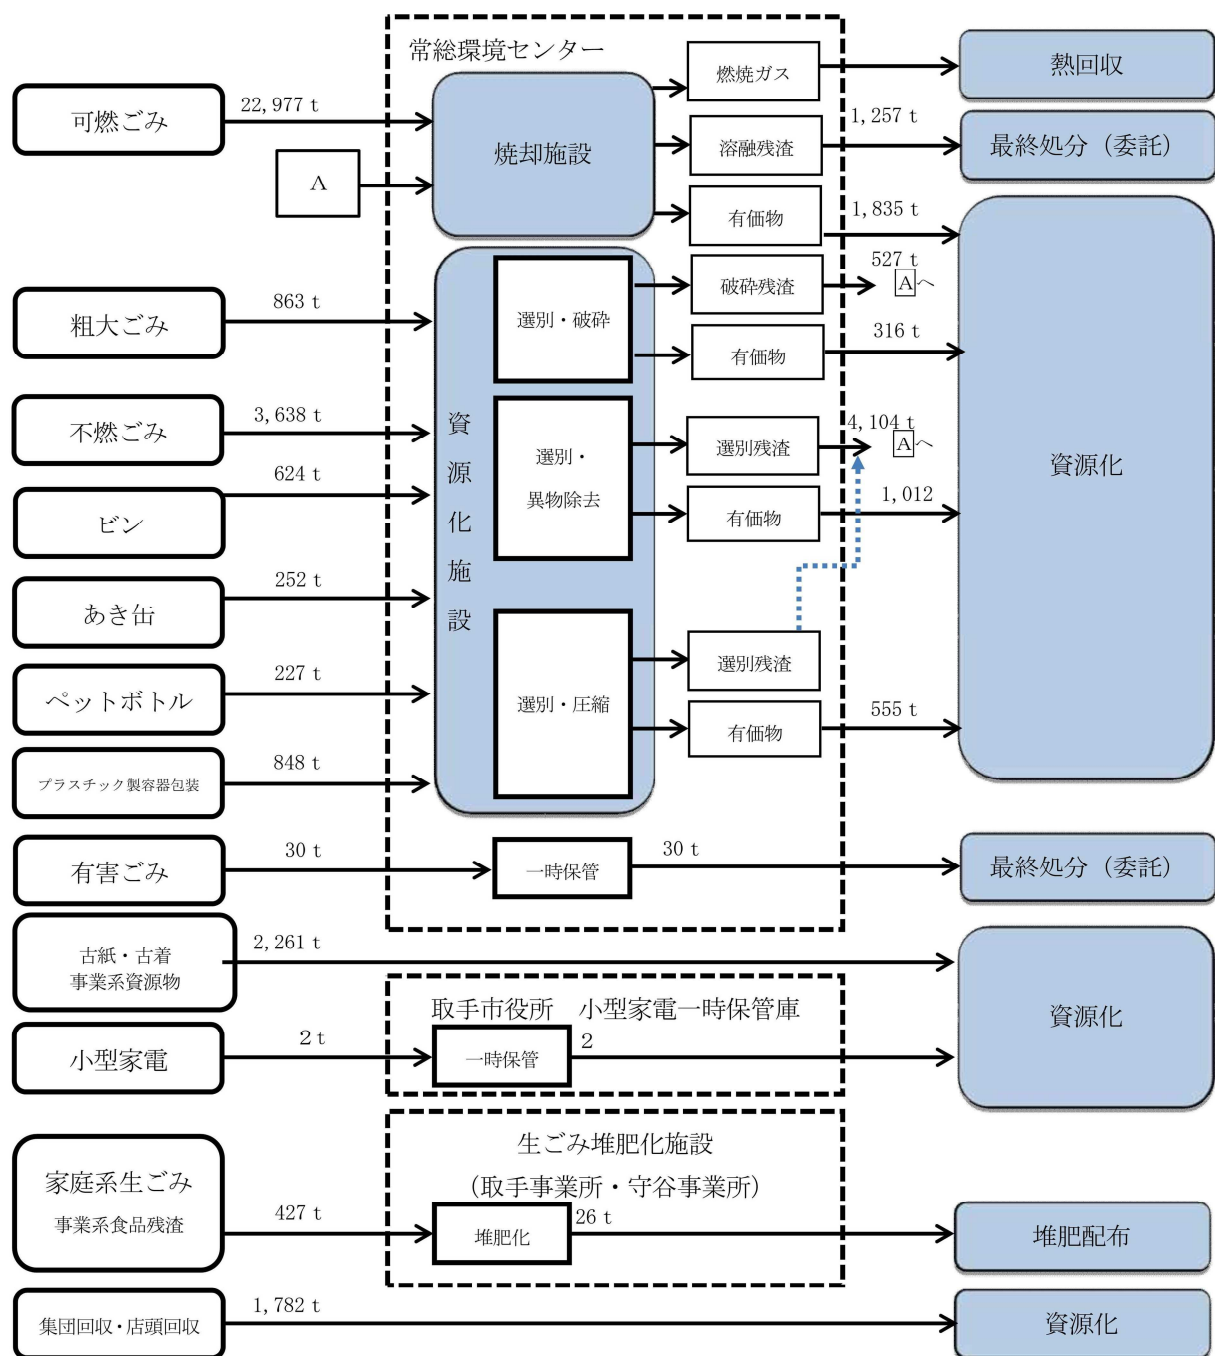 常総環境センター
可燃ごみ
22,977 t
A
焼却施設
燃焼ガス
熱回収
溶融残渣
1,257 t
最終処分（委託）
有価物
1,835 t
粗大ごみ
863 t
選別・破砕
破砕残渣
527 t
Aへ
有価物
316 t
資源化
資源化施設
不燃ごみ
3,638 t
ビン
624 t
選別・
異物除去
選別残渣
4,104 t
Aへ
有価物
1,012
あき缶
252 t
ペットボトル
227 t
選別・圧縮
選別残渣
有価物
555 t
プラスチック製容器包装
848 t
有害ごみ
30 t
一時保管
30 t
最終処分（委託）
古紙・古着
事業系資源物
2,261 t
資源化
取手市役所 小型家電一時保管庫
小型家電
2 t
一時保管
2
生ごみ堆肥化施設
（取手事業所・守谷事業所）
家庭系生ごみ
事業系食品残渣
427 t
堆肥化
26 t
堆肥配布
集団回収・店頭回収
1,782 t
資源化